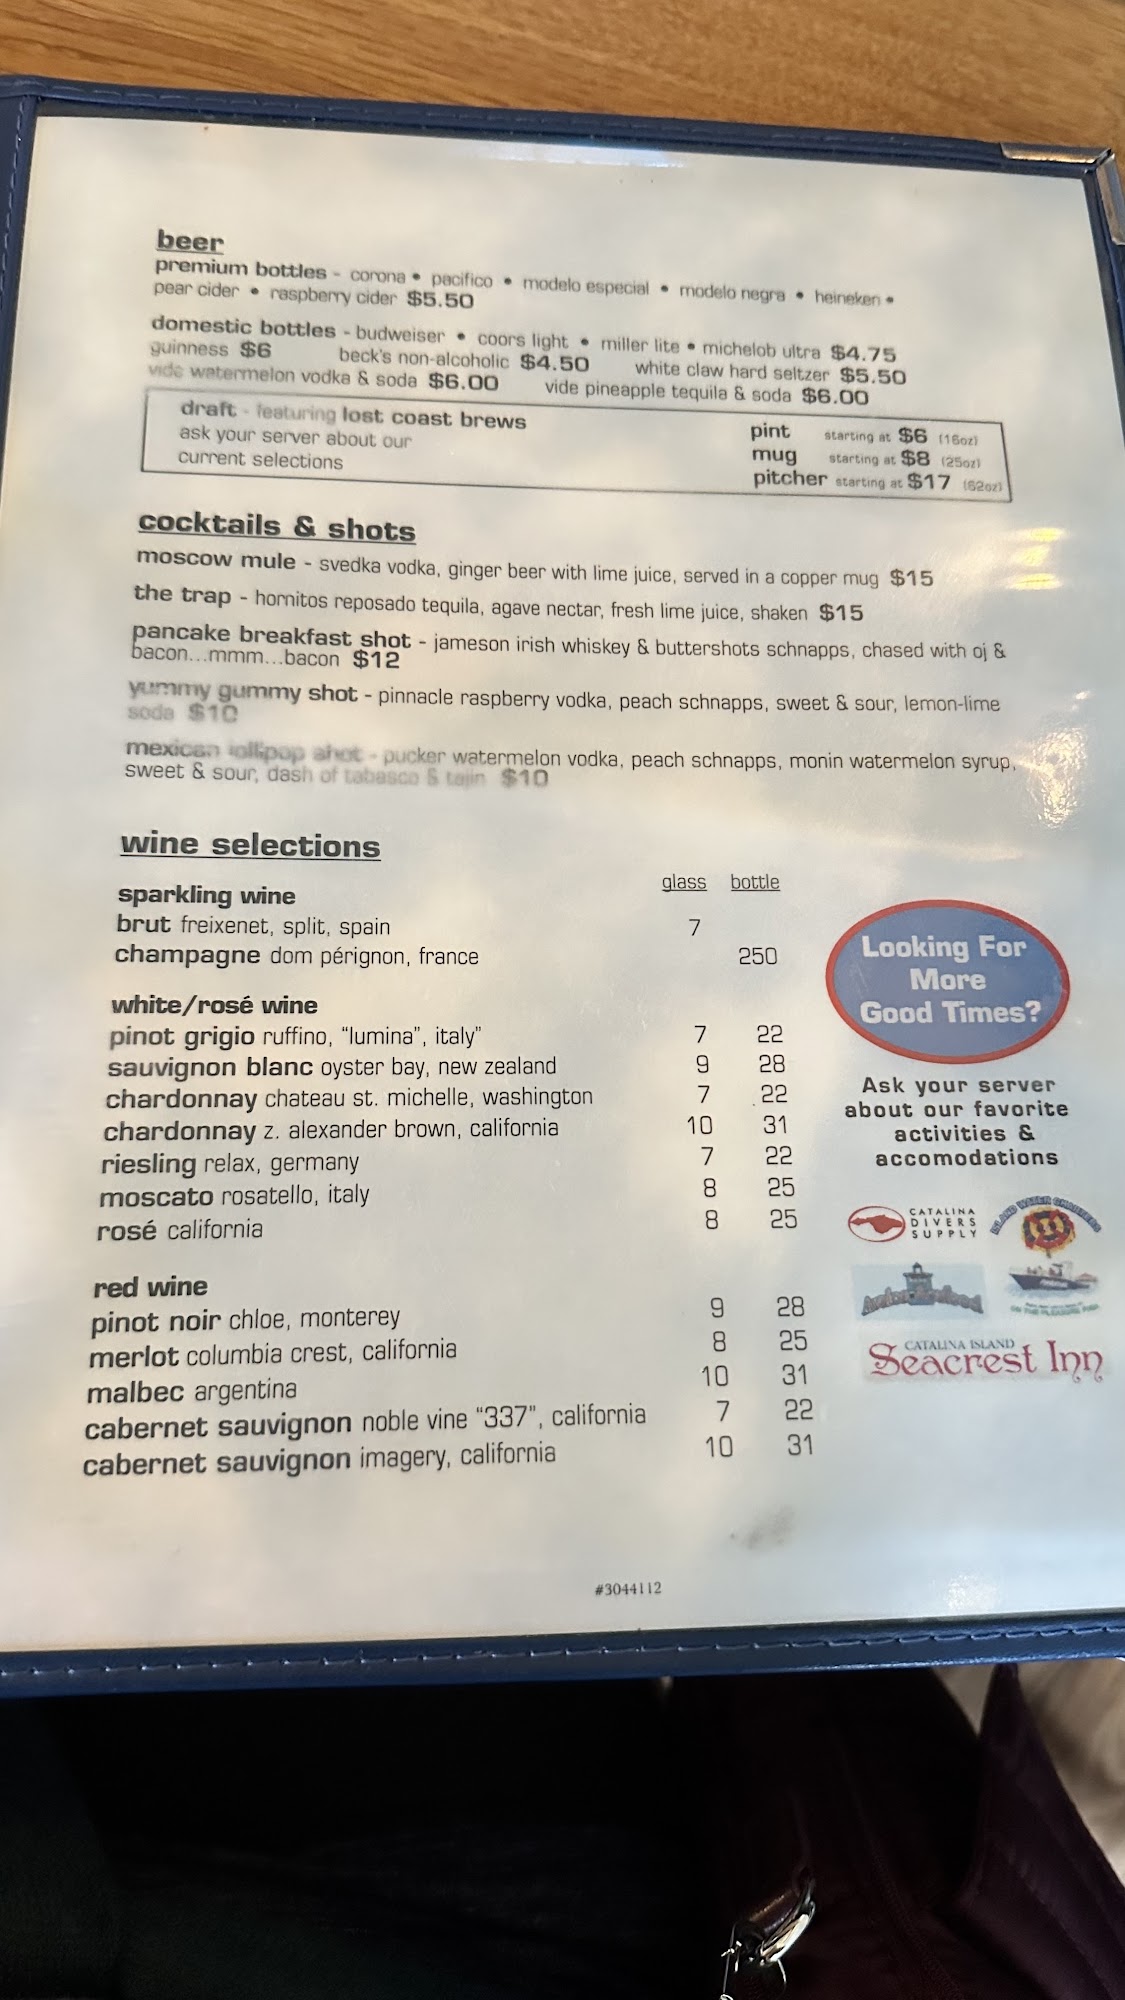 beer
premium bottles - corona • pacifico • modelo especial • modelo negra • heineken •
pear cider • raspberry cider $5.50
domestic bottles - budweiser • coors light • miller lite • michelob ultra $4.75
guinness $6 beck's non-alcoholic $4.50 white claw hard seltzer $5.50
vide watermelon vodka & soda $6.00 vide pineapple tequila & soda $6.00
draft - featuring lost coast brews
ask your server about our
current selections
pint starting at $6 (16oz)
mug starting at $8 (25oz)
pitcher starting at $17 (62oz)
cocktails & shots
moscow mule - svedka vodka, ginger beer with lime juice, served in a copper mug $15
the trap - hornitos reposado tequila, agave nectar, fresh lime juice, shaken $15
pancake breakfast shot - jameson irish whiskey & buttershots schnapps, chased with oj &
bacon...mmm...bacon $12
yummy gummy shot - pinnacle raspberry vodka, peach schnapps, sweet & sour, lemon-lime
soda $10
mexican lollipop shot - pucker watermelon vodka, peach schnapps, monin watermelon syrup,
sweet & sour, dash of tabasco & tajin $10
wine selections
glass bottle
sparkling wine
brut freixenet, split, spain 7
champagne dom pérignon, france 250
white/rosé wine
pinot grigio ruffino, "lumina", italy" 7 22
sauvignon blanc oyster bay, new zealand 9 28
chardonnay chateau st. michelle, washington 7 22
chardonnay z. alexander brown, california 10 31
riesling relax, germany 7 22
moscato rosatello, italy 8 25
rosé california 8 25
red wine
pinot noir chloe, monterey 9 28
merlot columbia crest, california 8 25
malbec argentina 10 31
cabernet sauvignon noble vine "337", california 7 22
cabernet sauvignon imagery, california 10 31
Looking For
More
Good Times?
Ask your server
about our favorite
activities &
accomodations
CATALINA
DIVERS
SUPPLY
ISLAND WATER CHARTERS
CATALINA ISLAND
Seacrest Inn
#3044112